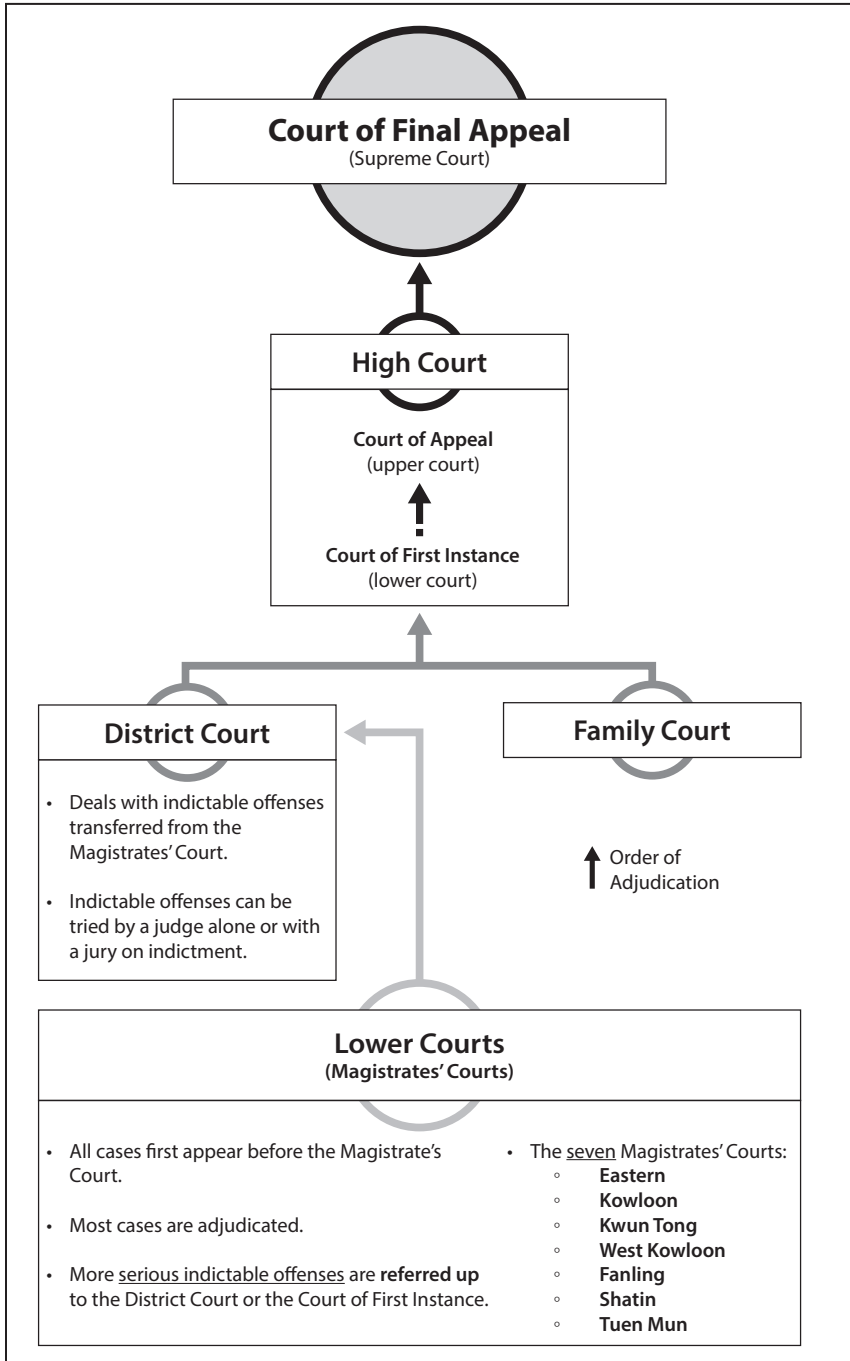 Court of Final Appeal
(Supreme Court)
High Court
Court of Appeal
(upper court)
Court of First Instance
(lower court)
District Court
• Deals with indictable offenses
transferred from the
Magistrates’ Court.
• Indictable offenses can be
tried by a judge alone or with
a jury on indictment.
Family Court
Order of
Adjudication
Lower Courts
(Magistrates’ Courts)
• All cases first appear before the Magistrate’s
Court.
• Most cases are adjudicated.
• More serious indictable offenses are referred up
to the District Court or the Court of First Instance.
• The seven Magistrates’ Courts:
◦ Eastern
◦ Kowloon
◦ Kwun Tong
◦ West Kowloon
◦ Fanling
◦ Shatin
◦ Tuen Mun